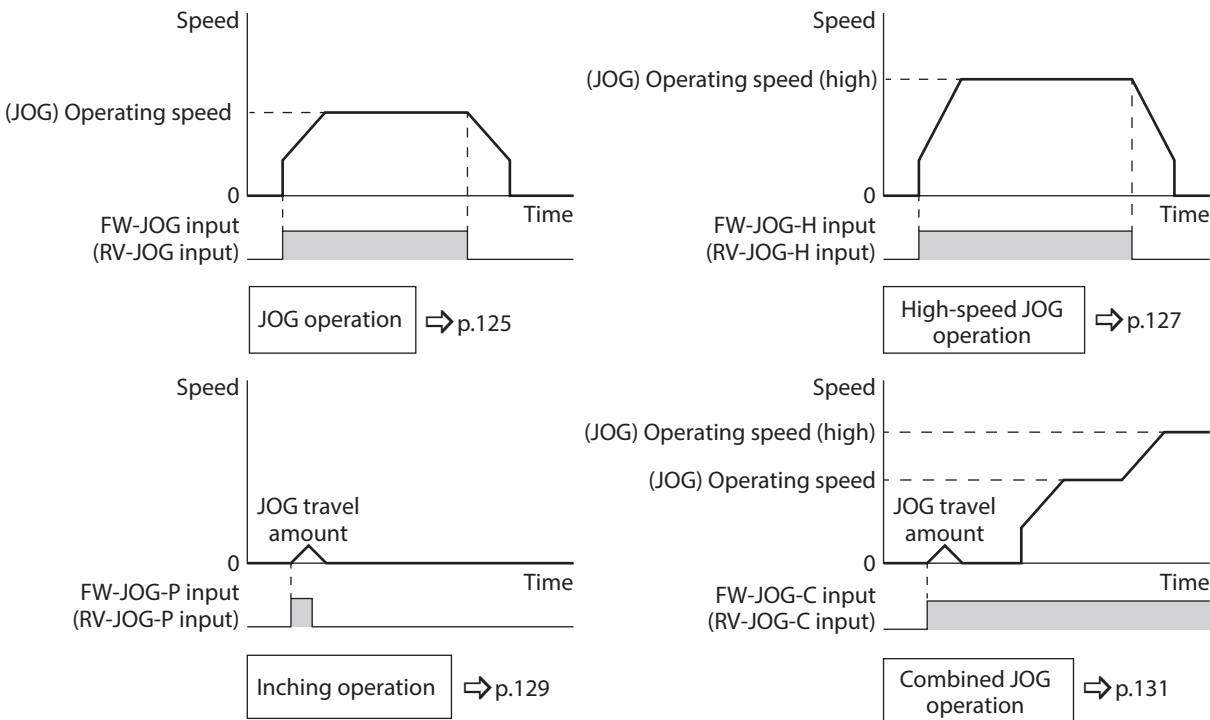 Speed
(JOG) Operating speed
0
Time
FW-JOG input
(RV-JOG input)
JOG operation
⇨ p.125
Speed
(JOG) Operating speed (high)
0
Time
FW-JOG-H input
(RV-JOG-H input)
High-speed JOG
operation
⇨ p.127
Speed
JOG travel
amount
0
Time
FW-JOG-P input
(RV-JOG-P input)
Inching operation
⇨ p.129
Speed
(JOG) Operating speed (high)
(JOG) Operating speed
JOG travel
amount
0
Time
FW-JOG-C input
(RV-JOG-C input)
Combined JOG
operation
⇨ p.131